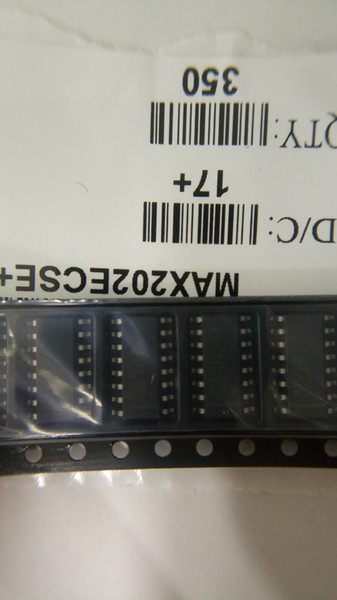 MAX202ECSE+
D/C:
17+
QTY:
350